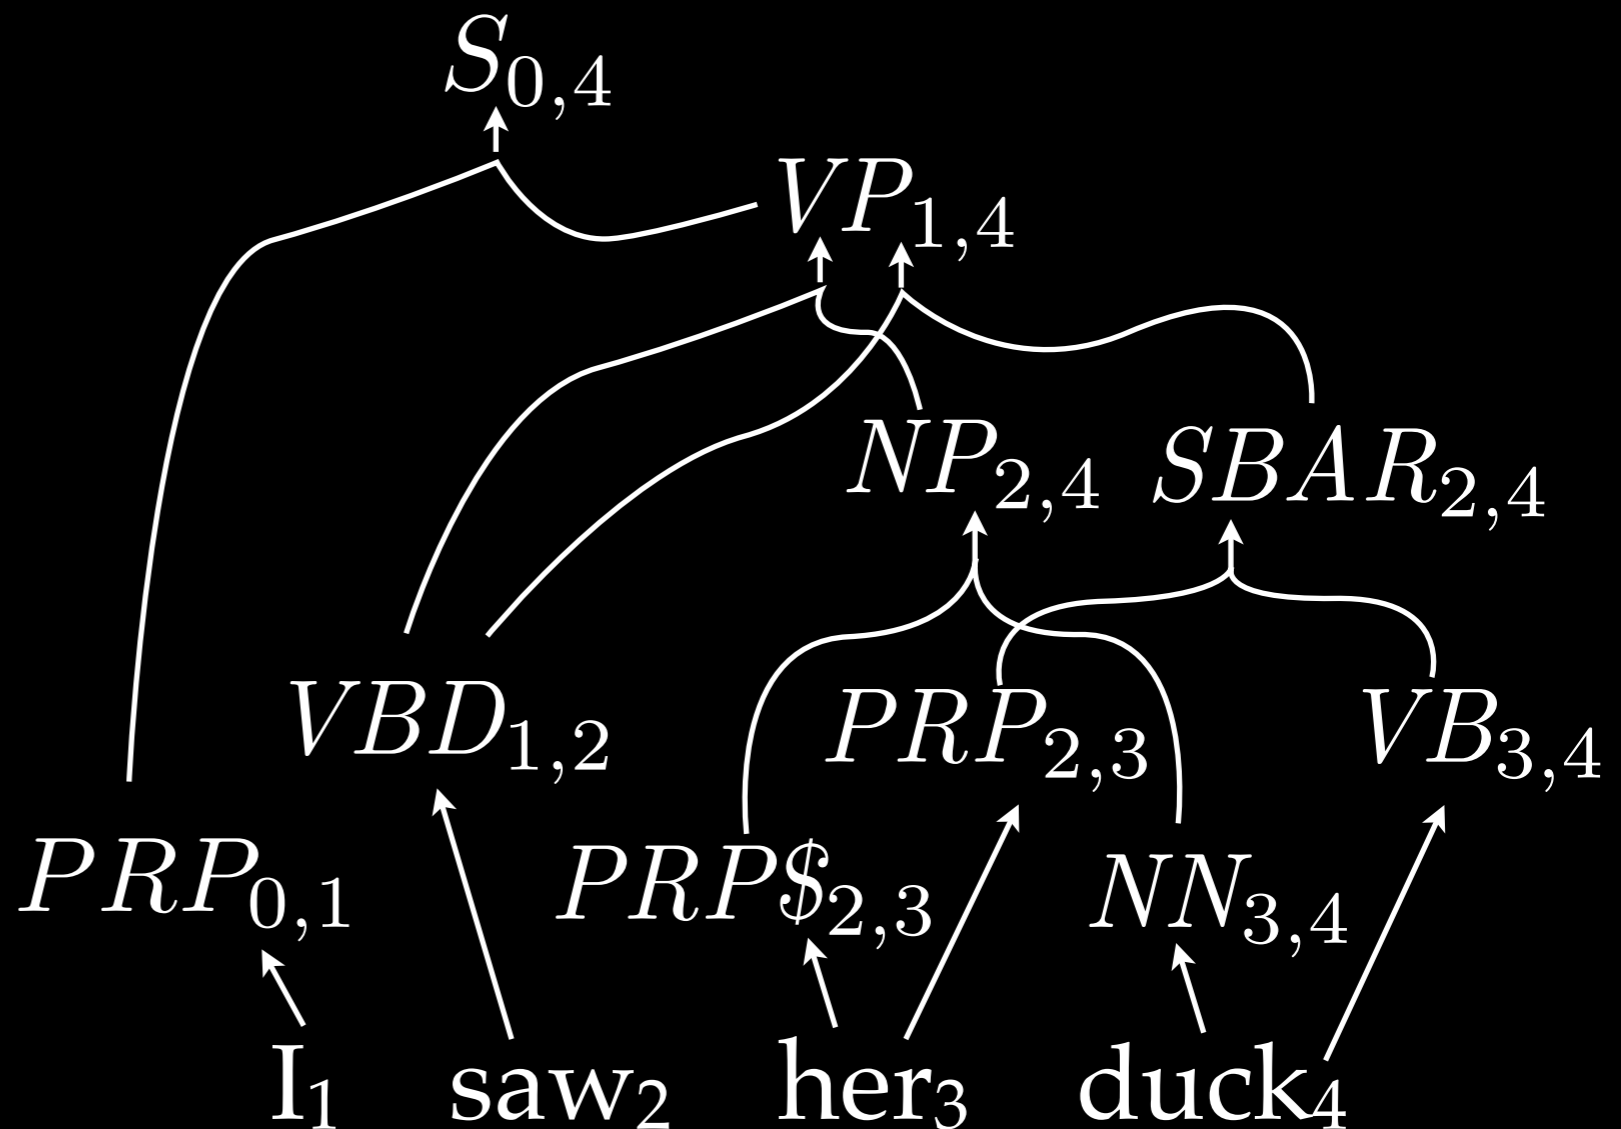 S0,4
VP1,4
NP2,4 SBAR2,4
VBD1,2 PRP2,3 VB3,4
PRP0,1 PRP$2,3 NN3,4
I1 saw2 her3 duck4